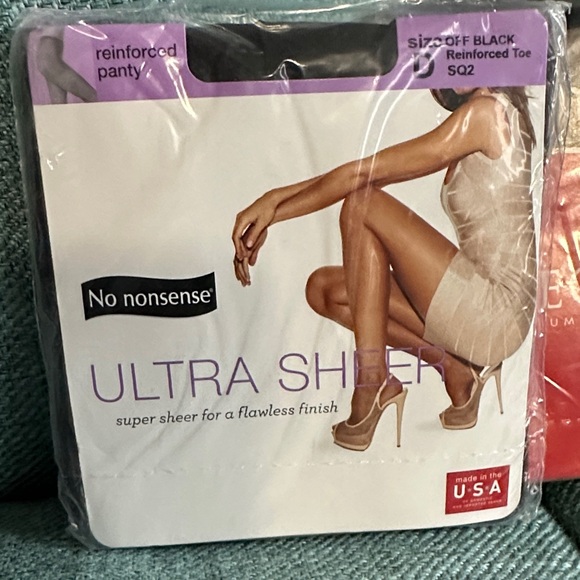 reinforced
panty
size OFF BLACK
D Reinforced Toe
SQ2
No nonsense®
ULTRA SHEER
super sheer for a flawless finish
made in the
U·S·A
UM